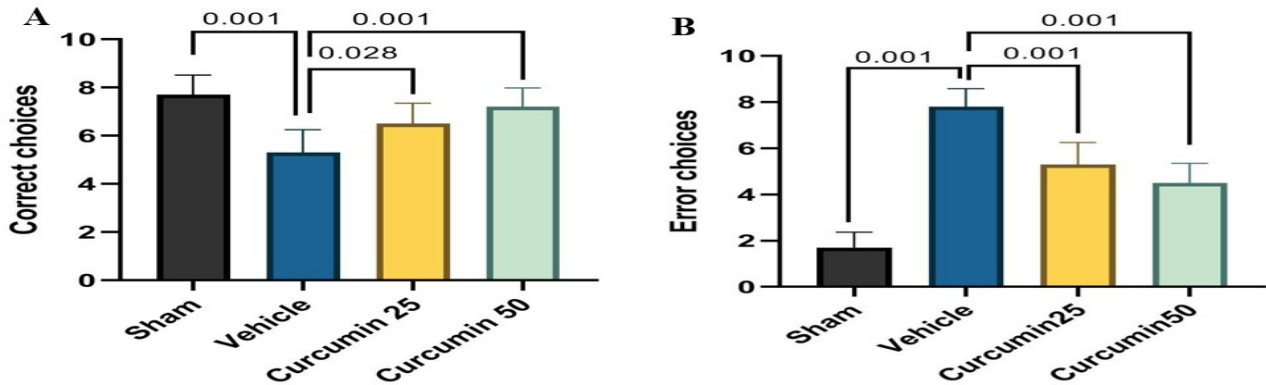 A
Correct choices
10
8
6
4
2
0
0.001
0.001
0.028
Sham
Vehicle
Curcumin 25
Curcumin 50
B
Error choices
10
8
6
4
2
0
0.001
0.001
0.001
Sham
Vehicle
Curcumin25
Curcumin50